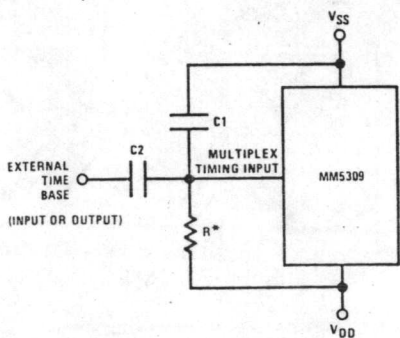 VSS
C1
C2
MULTIPLEX
TIMING INPUT
MM5309
EXTERNAL
TIME
BASE
(INPUT OR OUTPUT)
R*
VDD